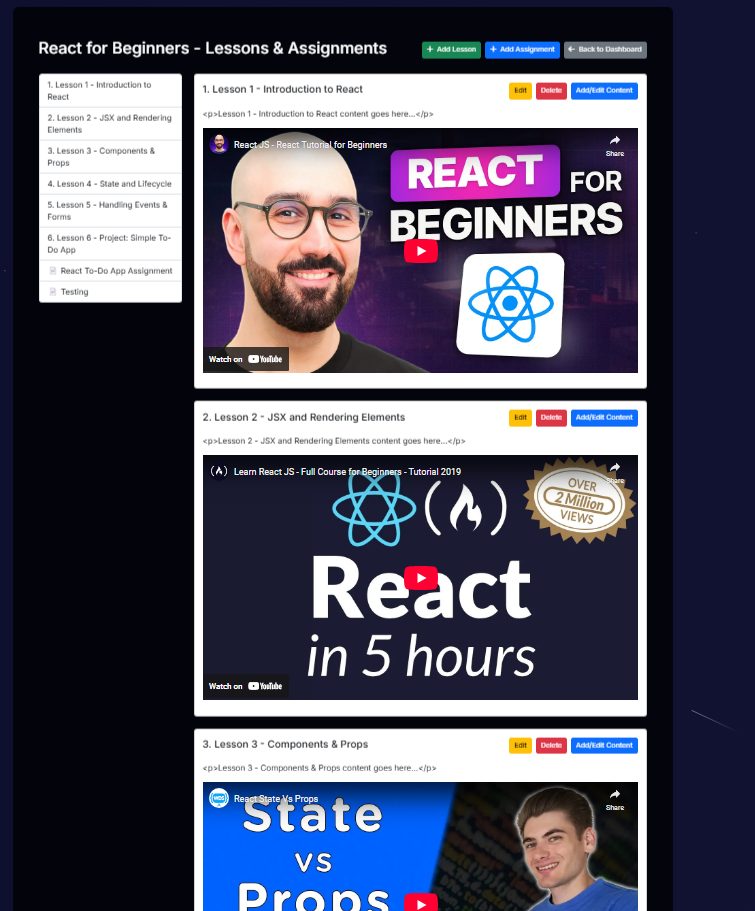 React for Beginners - Lessons & Assignments
+ Add Lesson
+ Add Assignment
← Back to Dashboard
1. Lesson 1 - Introduction to
React
2. Lesson 2 - JSX and Rendering
Elements
3. Lesson 3 - Components &
Props
4. Lesson 4 - State and Lifecycle
5. Lesson 5 - Handling Events &
Forms
6. Lesson 6 - Project: Simple To-
Do App
React To-Do App Assignment
Testing
1. Lesson 1 - Introduction to React
Edit
Delete
Add/Edit Content
<p>Lesson 1 - Introduction to React content goes here...</p>
React JS - React Tutorial for Beginners
Share
REACT FOR
BEGINNERS
Watch on YouTube
2. Lesson 2 - JSX and Rendering Elements
Edit
Delete
Add/Edit Content
<p>Lesson 2 - JSX and Rendering Elements content goes here...</p>
Learn React JS - Full Course for Beginners - Tutorial 2019
Share
OVER
2 Million
VIEWS
React
in 5 hours
Watch on YouTube
3. Lesson 3 - Components & Props
Edit
Delete
Add/Edit Content
<p>Lesson 3 - Components & Props content goes here...</p>
React State Vs Props
Share
State
vs
Props